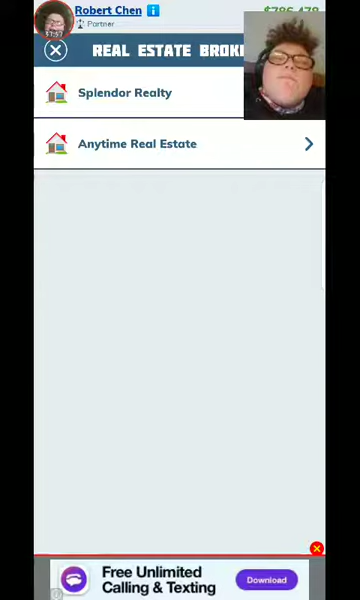 Robert Chen i
Partner
REAL ESTATE BROK
Splendor Realty
Anytime Real Estate
Free Unlimited
Calling & Texting
Download